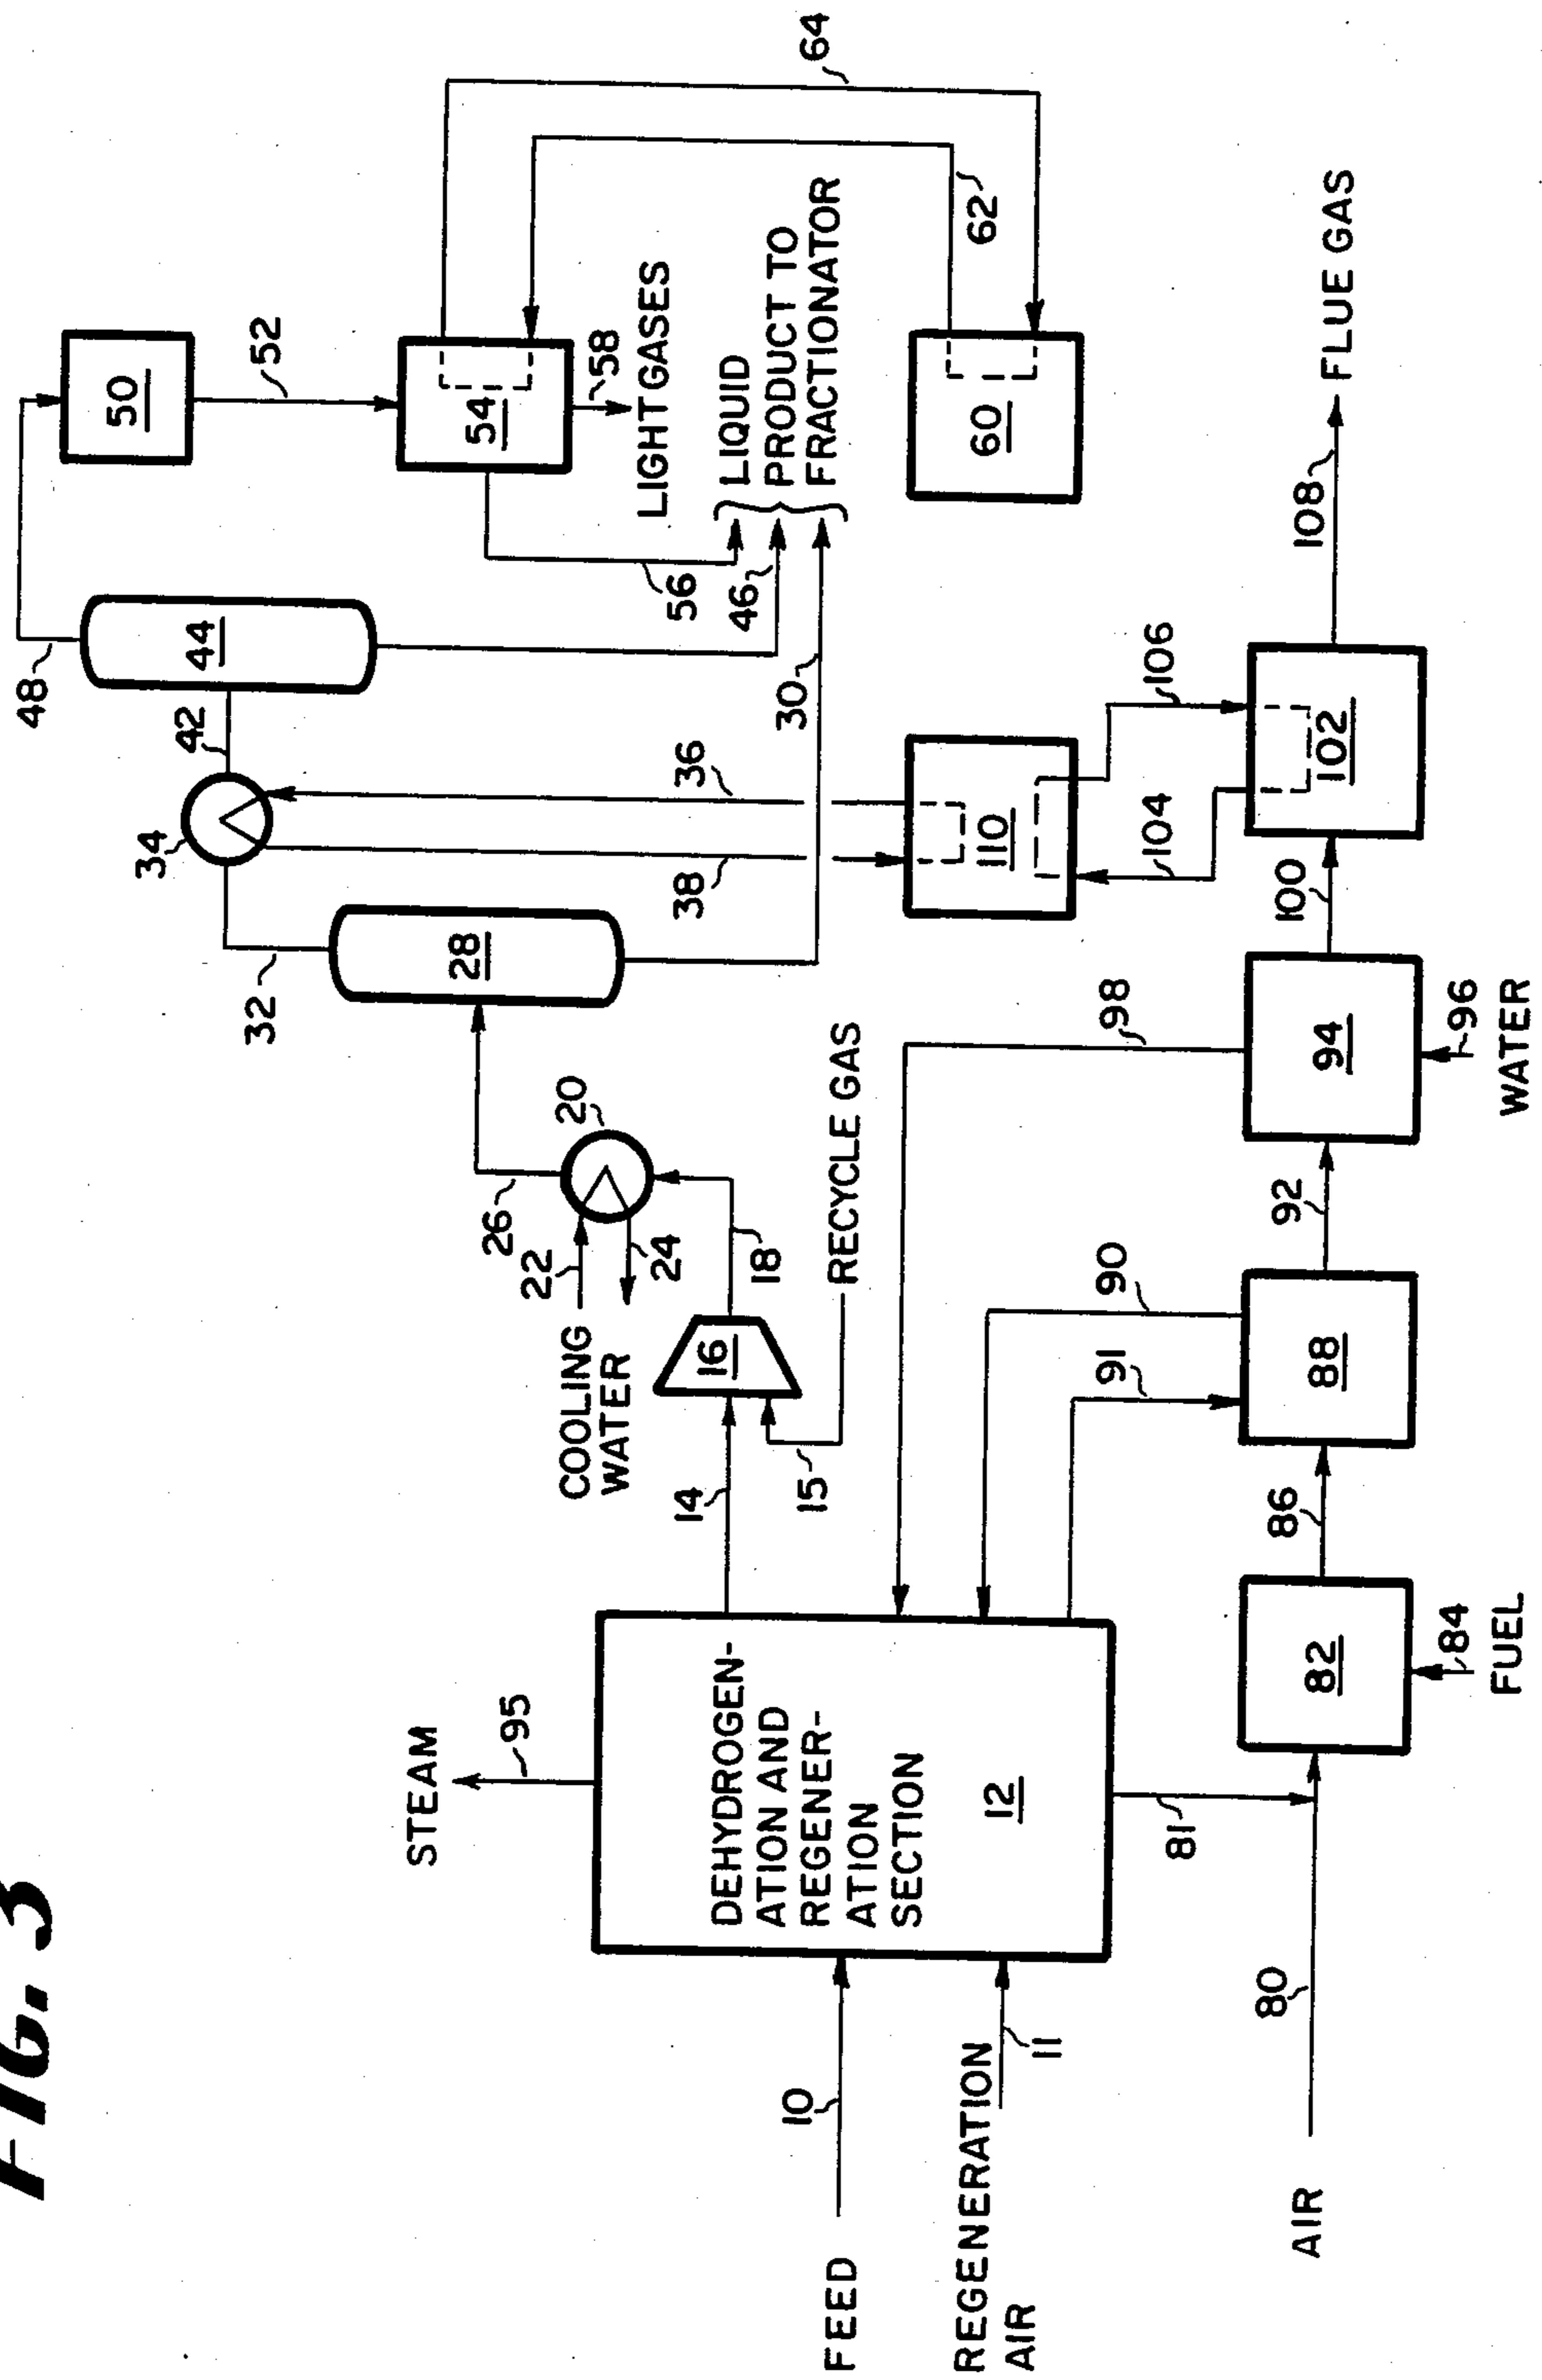 FIG. 3
48
50
52
44
42
34
32
28
54
58
LIGHT GASES
56
46
30
LIQUID
PRODUCT TO
FRACTIONATOR
64
62
60
36
38
26
20
22
24
COOLING
WATER
18
16
14
15
RECYCLE GAS
STEAM
95
DEHYDROGEN-
ATION AND
REGENER-
ATION
SECTION
12
FEED
10
REGENERATION
AIR
11
98
90
91
110
104
106
81
AIR
80
82
84
FUEL
86
88
92
94
96
WATER
100
102
108
FLUE GAS